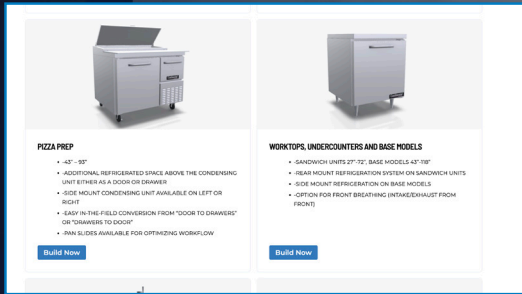 PIZZA PREP
• -43" – 93"
• -ADDITIONAL REFRIGERATED SPACE ABOVE THE CONDENSING
UNIT EITHER AS A DOOR OR DRAWER
• -SIDE MOUNT CONDENSING UNIT AVAILABLE ON LEFT OR
RIGHT
• -EASY IN-THE-FIELD CONVERSION FROM "DOOR TO DRAWERS"
OR "DRAWERS TO DOOR"
• -PAN SLIDES AVAILABLE FOR OPTIMIZING WORKFLOW
Build Now
WORKTOPS, UNDERCOUNTERS AND BASE MODELS
• -SANDWICH UNITS 27"-72", BASE MODELS 43"-118"
• -REAR MOUNT REFRIGERATION SYSTEM ON SANDWICH UNITS
• -SIDE MOUNT REFRIGERATION ON BASE MODELS
• -OPTION FOR FRONT BREATHING (INTAKE/EXHAUST FROM
FRONT)
Build Now